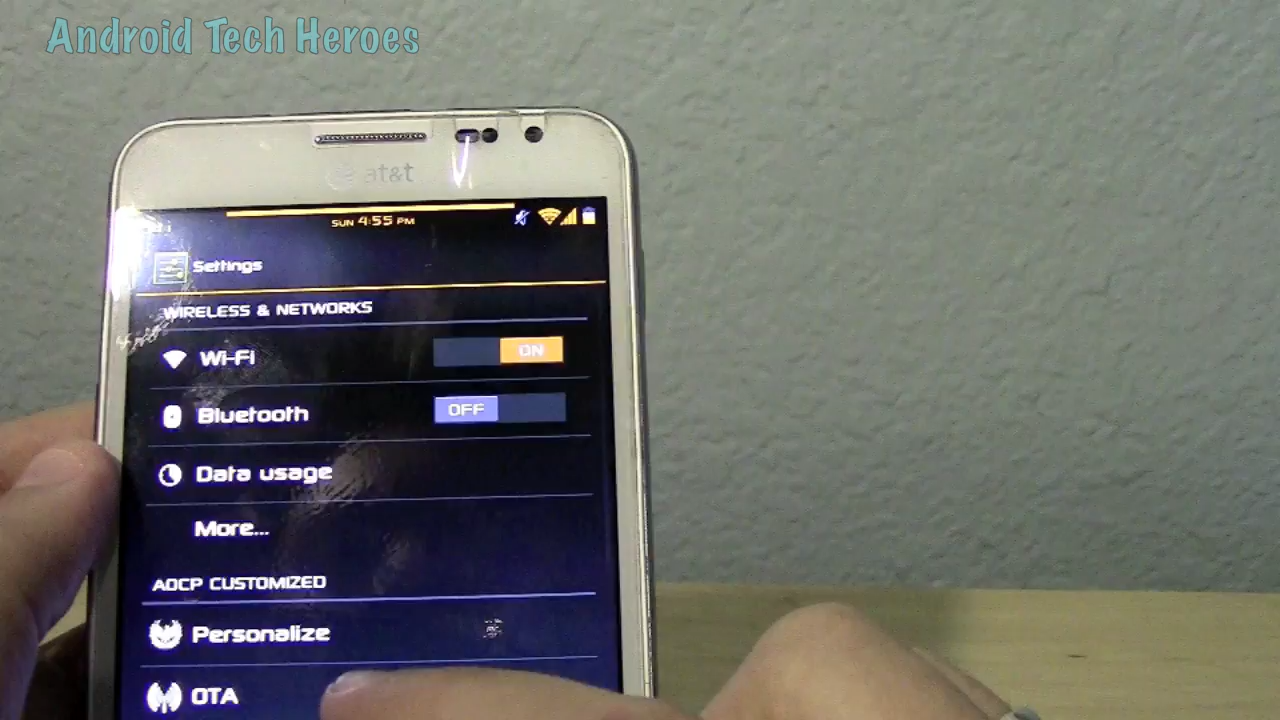 Android Tech Heroes
at&t
SUN 4:55 PM
Settings
WIRELESS & NETWORKS
Wi-Fi
ON
Bluetooth
OFF
Data usage
More...
AOCP CUSTOMIZED
Personalize
OTA